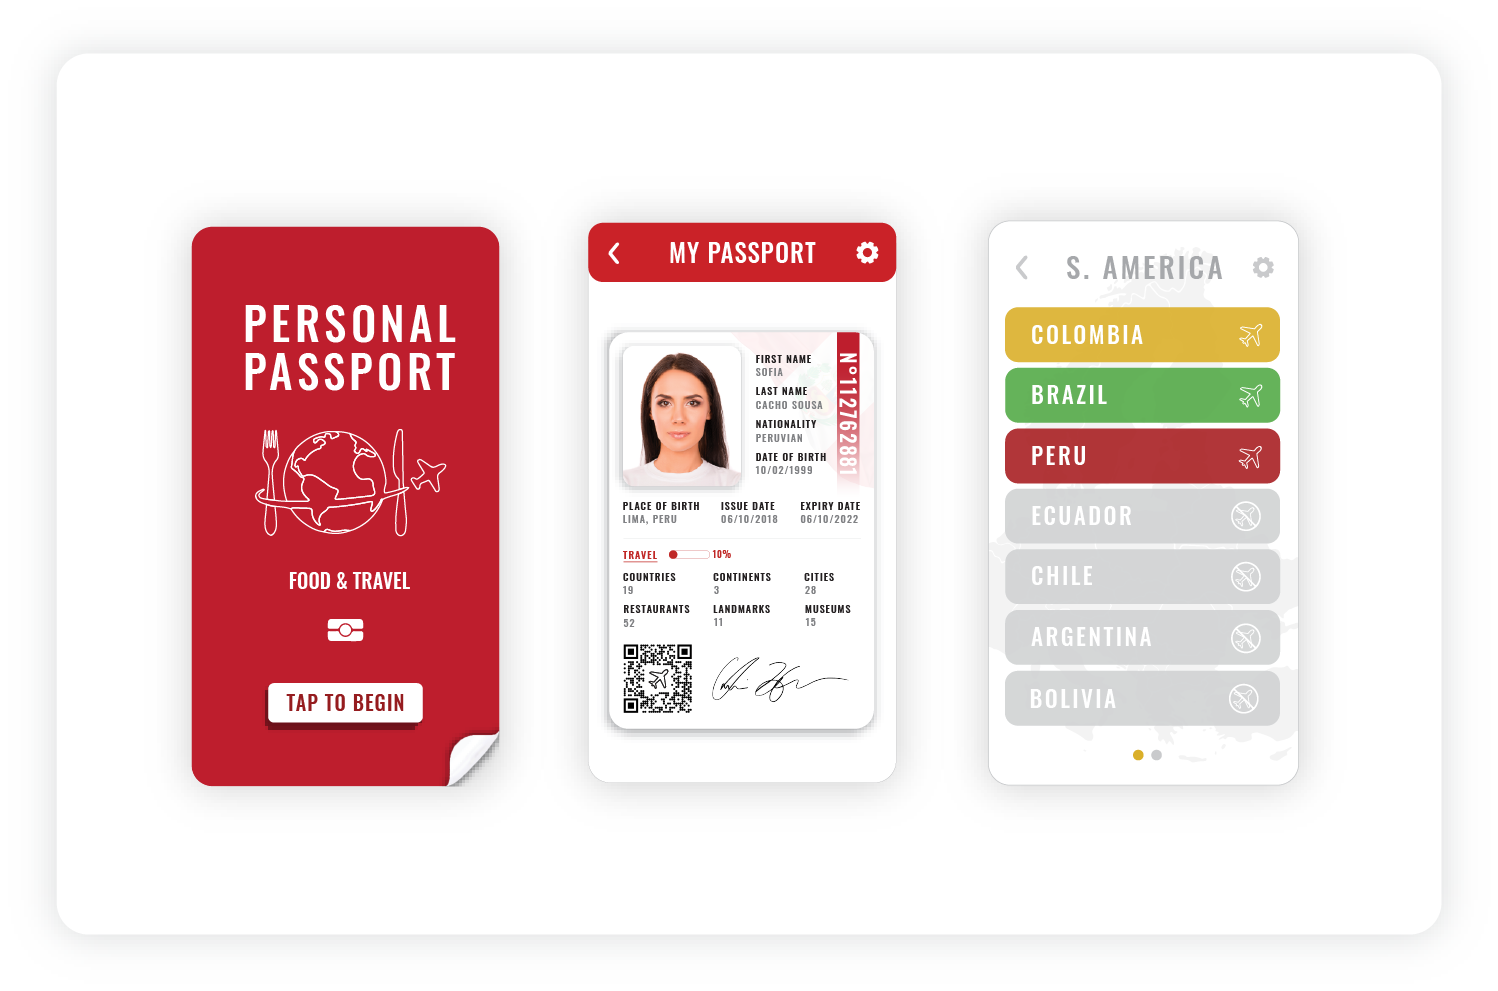 PERSONAL
PASSPORT
FOOD & TRAVEL
TAP TO BEGIN
MY PASSPORT
FIRST NAME
SOFIA
LAST NAME
CACHO SOUSA
NATIONALITY
PERUVIAN
DATE OF BIRTH
10/02/1999
N°112762881
PLACE OF BIRTH ISSUE DATE EXPIRY DATE
LIMA, PERU 06/10/2018 06/10/2022
TRAVEL 10%
COUNTRIES CONTINENTS CITIES
19 3 28
RESTAURANTS LANDMARKS MUSEUMS
52 11 15
S. AMERICA
COLOMBIA
BRAZIL
PERU
ECUADOR
CHILE
ARGENTINA
BOLIVIA